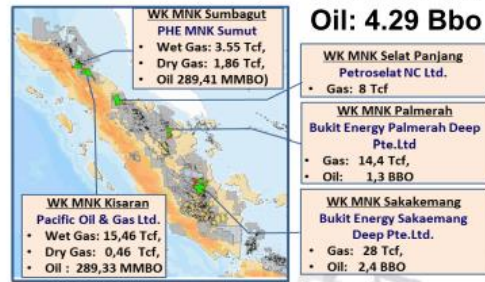 WK MNK Sumbagut
PHE MNK Sumut
• Wet Gas: 3.55 Tcf,
• Dry Gas: 1,86 Tcf,
• Oil 289,41 MMBO)
Oil: 4.29 Bbo
WK MNK Selat Panjang
Petroselat NC Ltd.
• Gas: 8 Tcf
WK MNK Palmerah
Bukit Energy Palmerah Deep
Pte.Ltd
• Gas: 14,4 Tcf,
• Oil: 1,3 BBO
WK MNK Kisaran
Pacific Oil & Gas Ltd.
• Wet Gas: 15,46 Tcf,
• Dry Gas: 0,46 Tcf,
• Oil : 289,33 MMBO
WK MNK Sakakemang
Bukit Energy Sakaemang
Deep Pte.Ltd.
• Gas: 28 Tcf,
• Oil: 2,4 BBO